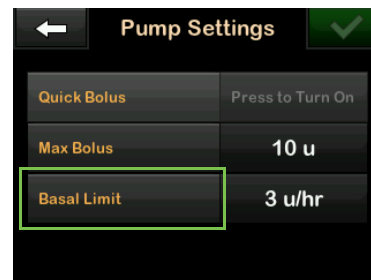 Pump Settings
Quick Bolus Press to Turn On
Max Bolus 10 u
Basal Limit 3 u/hr